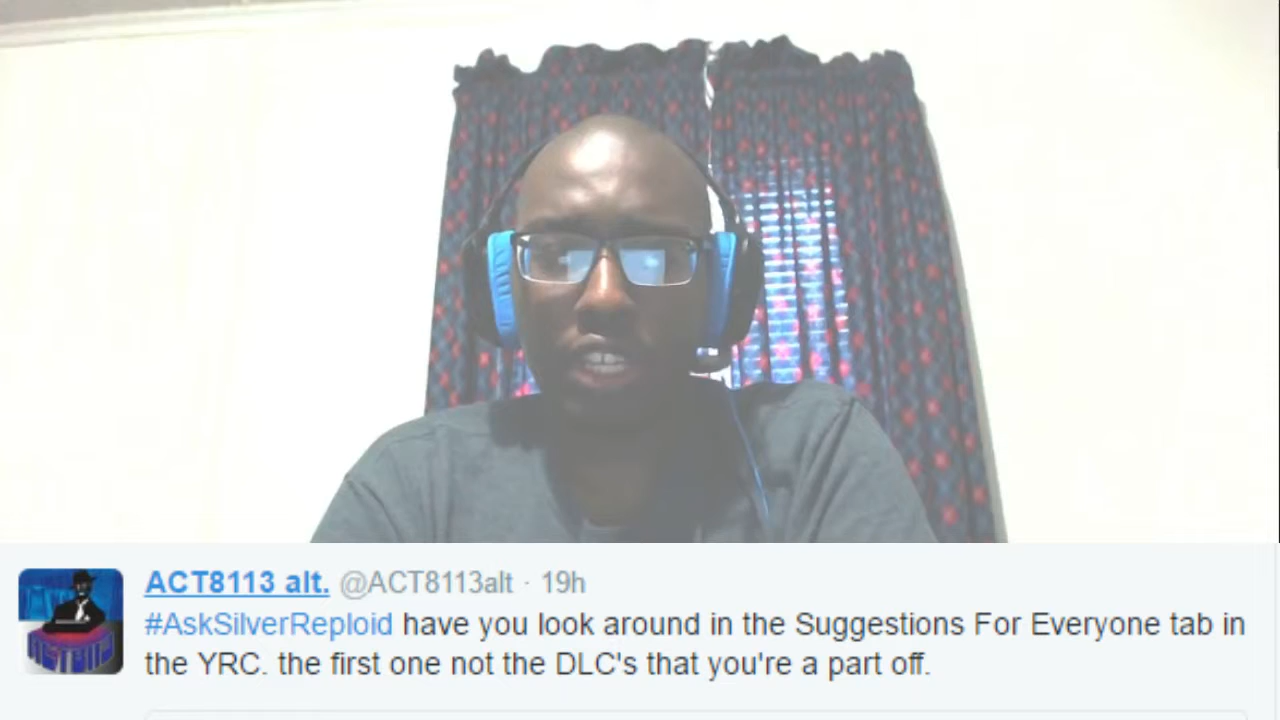 ACT8113 alt. @ACT8113alt · 19h
#AskSilverReploid have you look around in the Suggestions For Everyone tab in
the YRC. the first one not the DLC's that you're a part off.